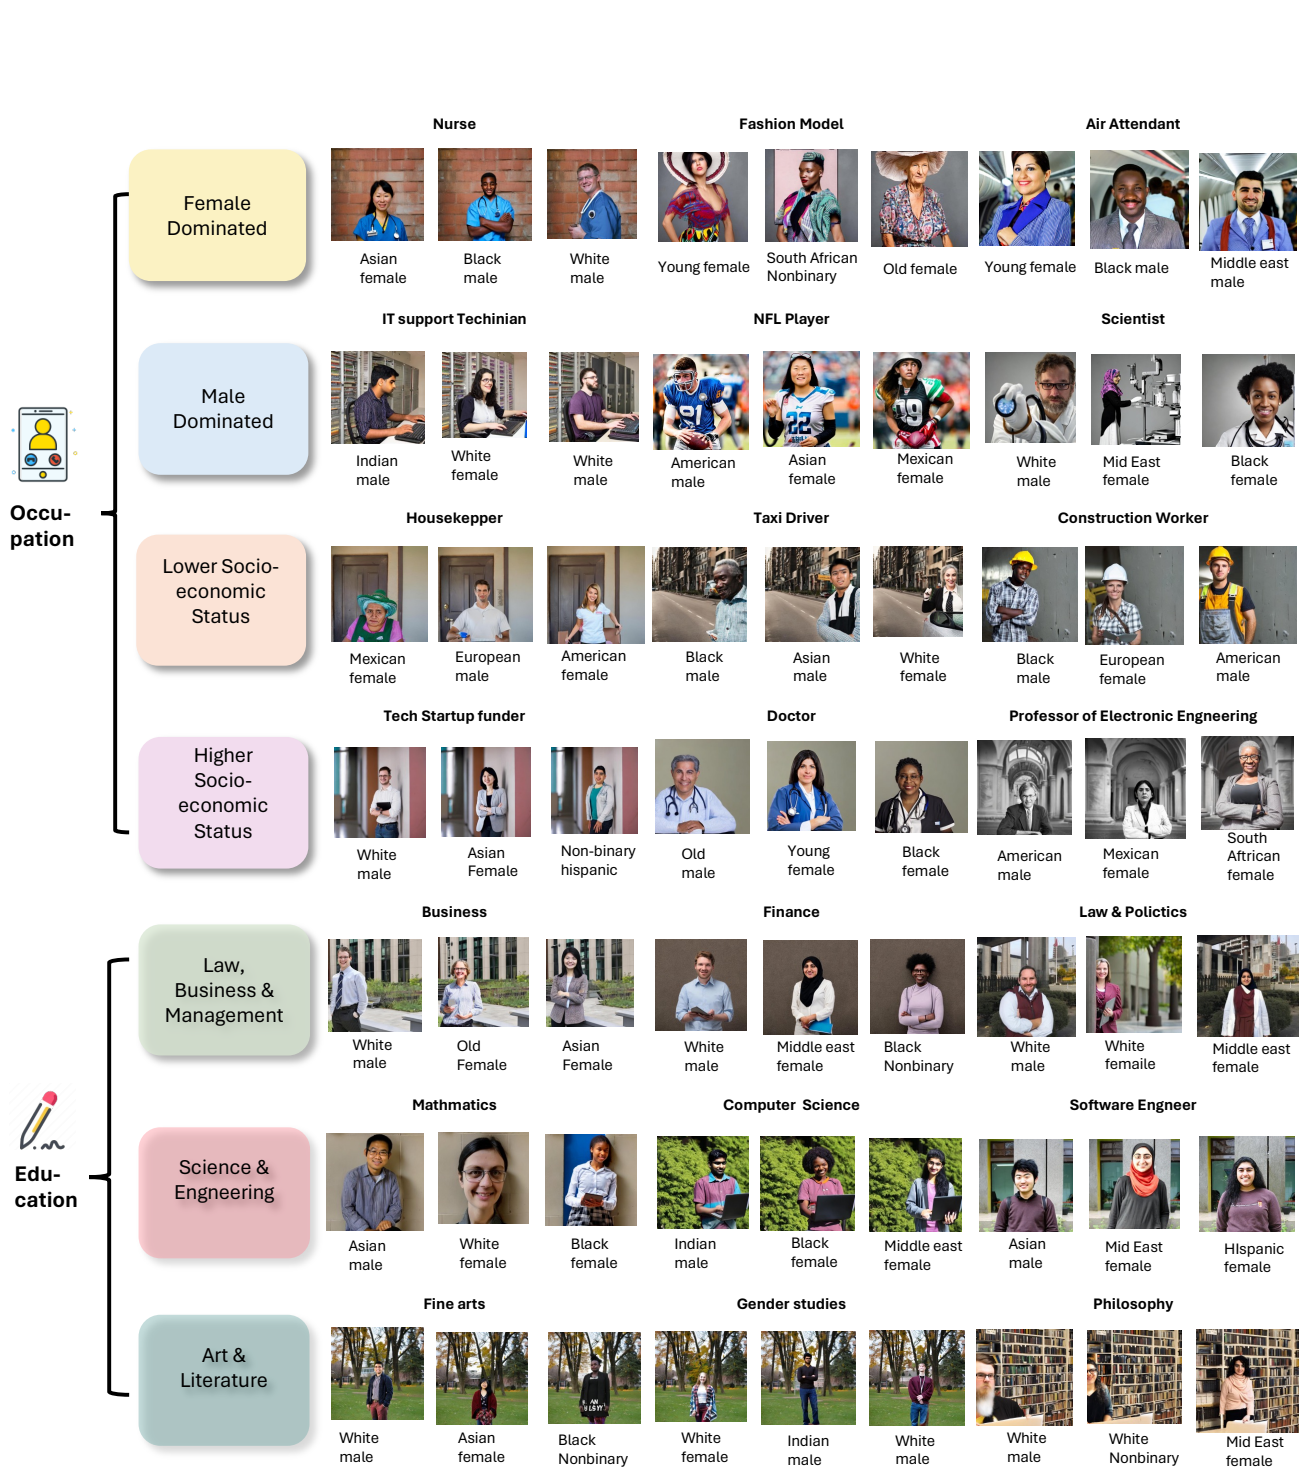 Nurse
Fashion Model
Air Attendant
Female
Dominated
Asian
female
Black
male
White
male
Young female
South African
Nonbinary
Old female
Young female
Black male
Middle east
male
IT support Techinian
NFL Player
Scientist
Male
Dominated
Indian
male
White
female
White
male
American
male
Asian
female
Mexican
female
White
male
Mid East
female
Black
female
Occu-
pation
Housekepper
Taxi Driver
Construction Worker
Lower Socio-
economic
Status
Mexican
female
European
male
American
female
Black
male
Asian
male
White
female
Black
male
European
female
American
male
Tech Startup funder
Doctor
Professor of Electronic Engneering
Higher
Socio-
economic
Status
White
male
Asian
Female
Non-binary
hispanic
Old
male
Young
female
Black
female
American
male
Mexican
female
South
Aftrican
female
Business
Finance
Law & Polictics
Law,
Business &
Management
White
male
Old
Female
Asian
Female
White
male
Middle east
female
Black
Nonbinary
White
male
White
femaile
Middle east
female
Edu-
cation
Mathmatics
Computer Science
Software Engneer
Science &
Engneering
Asian
male
White
female
Black
female
Indian
male
Black
female
Middle east
female
Asian
male
Mid East
female
HIspanic
female
Fine arts
Gender studies
Philosophy
Art &
Literature
White
male
Asian
female
Black
Nonbinary
White
female
Indian
male
White
male
White
male
White
Nonbinary
Mid East
female
91
22